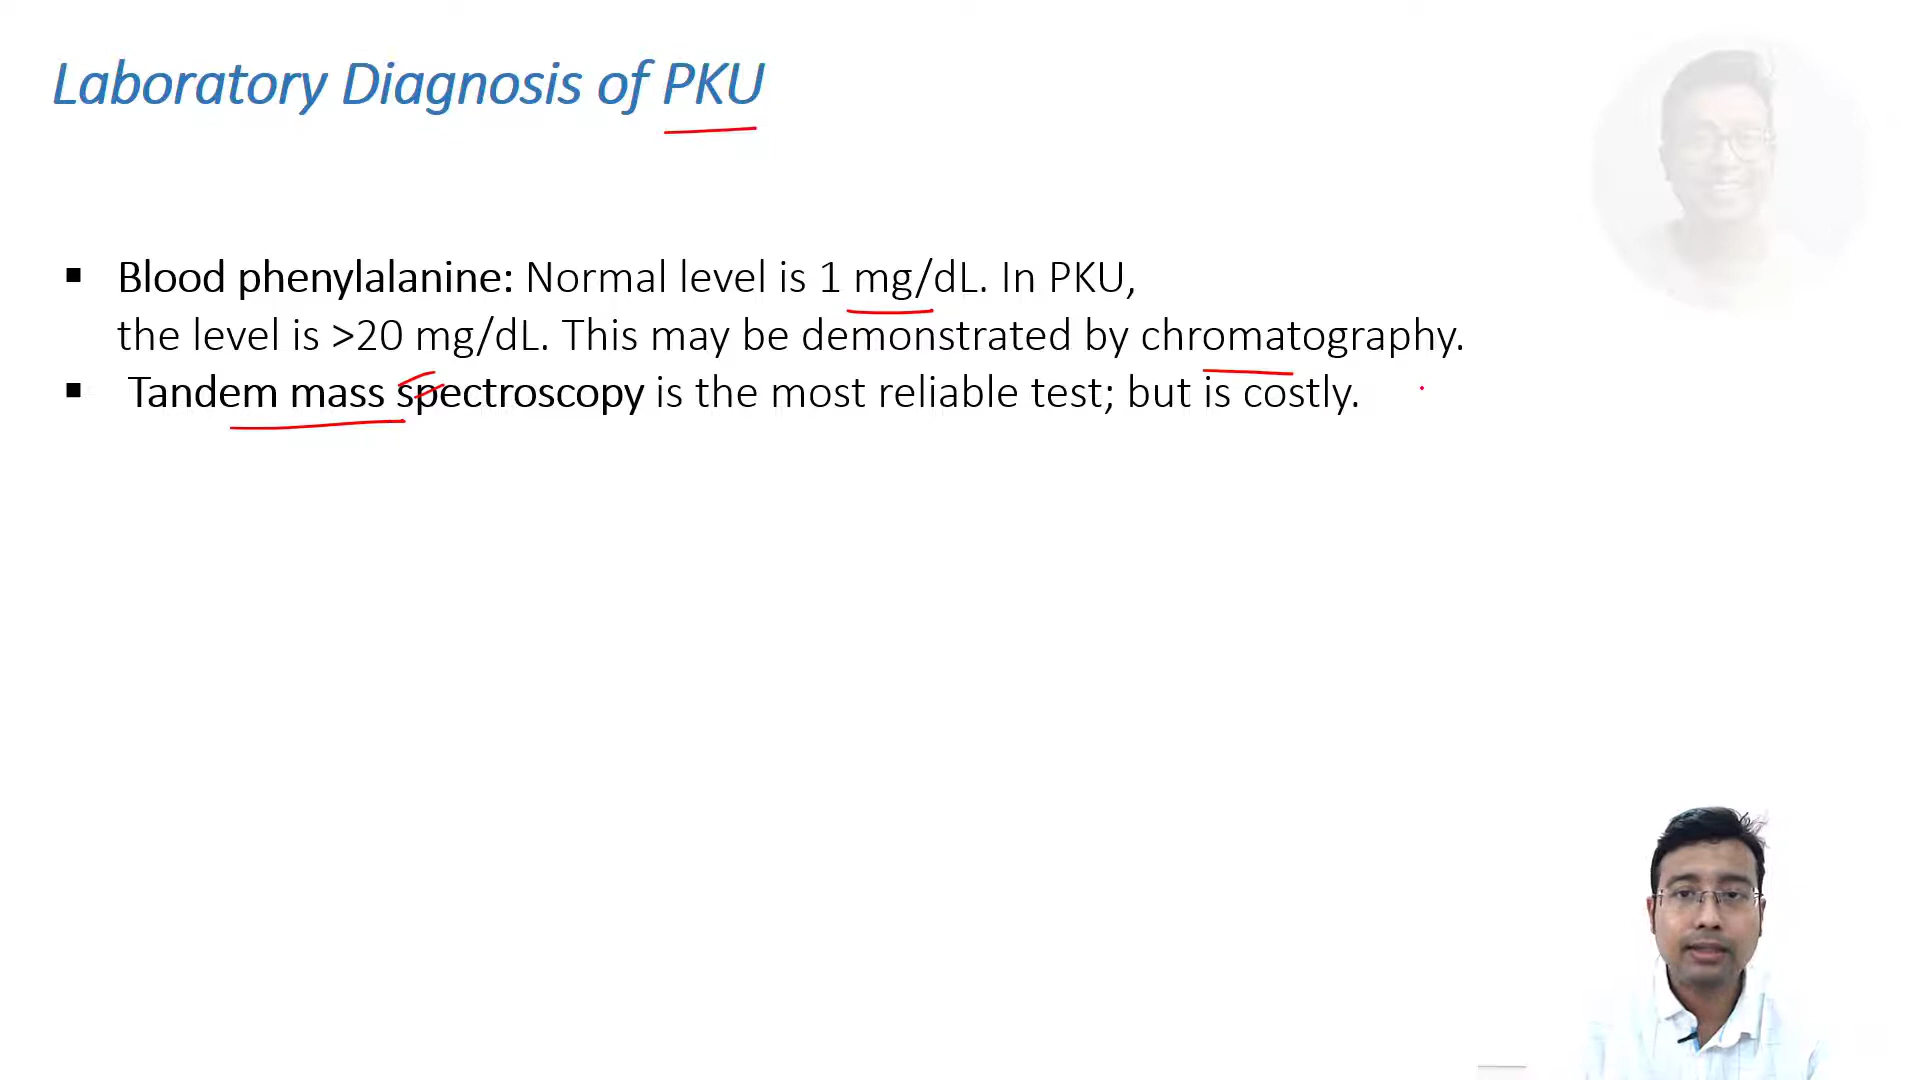 Laboratory Diagnosis of PKU
▪ Blood phenylalanine: Normal level is 1 mg/dL. In PKU,
the level is >20 mg/dL. This may be demonstrated by chromatography.
▪ Tandem mass spectroscopy is the most reliable test; but is costly.